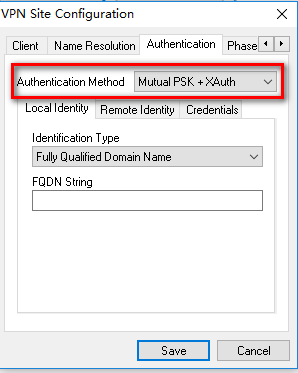 VPN Site Configuration
Client Name Resolution Authentication Phase
Authentication Method Mutual PSK + XAuth
Local Identity Remote Identity Credentials
Identification Type
Fully Qualified Domain Name
FQDN String
Save Cancel